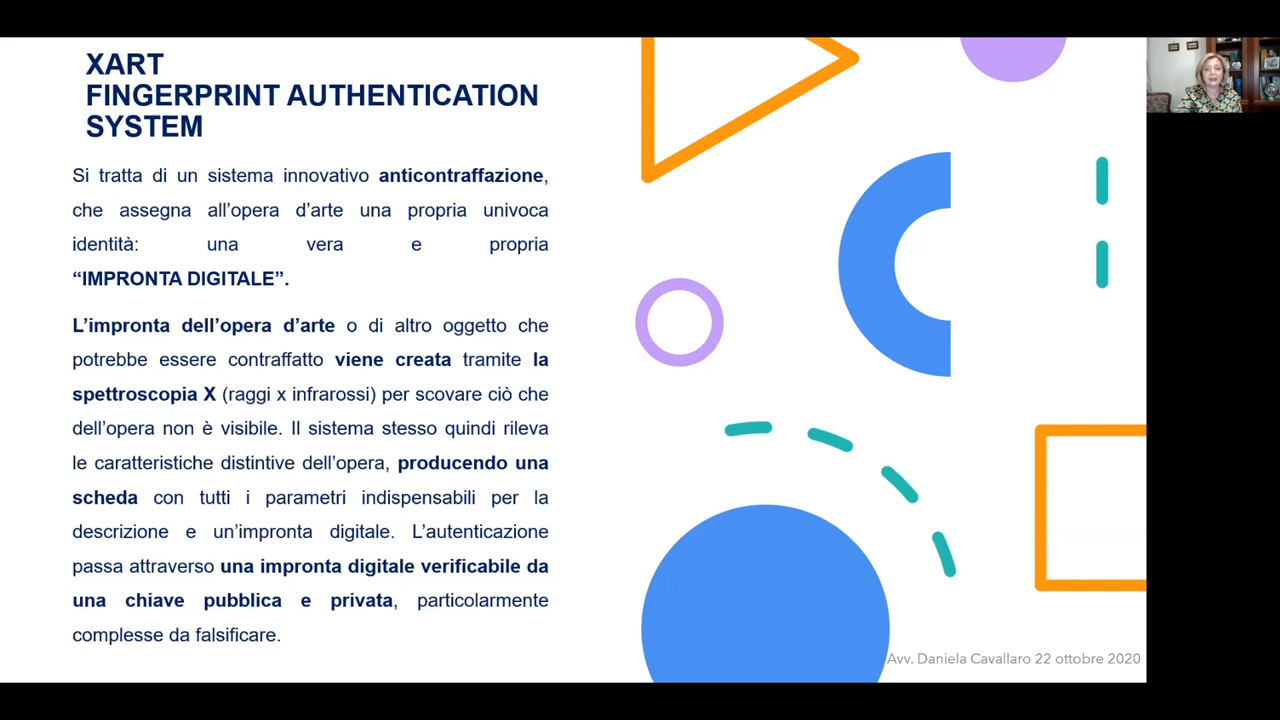 XART
FINGERPRINT AUTHENTICATION
SYSTEM
Si tratta di un sistema innovativo anticontraffazione,
che assegna all’opera d’arte una propria univoca
identità: una vera e propria
“IMPRONTA DIGITALE”.
L’impronta dell’opera d’arte o di altro oggetto che
potrebbe essere contraffatto viene creata tramite la
spettroscopia X (raggi x infrarossi) per scovare ciò che
dell’opera non è visibile. Il sistema stesso quindi rileva
le caratteristiche distintive dell’opera, producendo una
scheda con tutti i parametri indispensabili per la
descrizione e un’impronta digitale. L’autenticazione
passa attraverso una impronta digitale verificabile da
una chiave pubblica e privata, particolarmente
complesse da falsificare.
Avv. Daniela Cavallaro 22 ottobre 2020